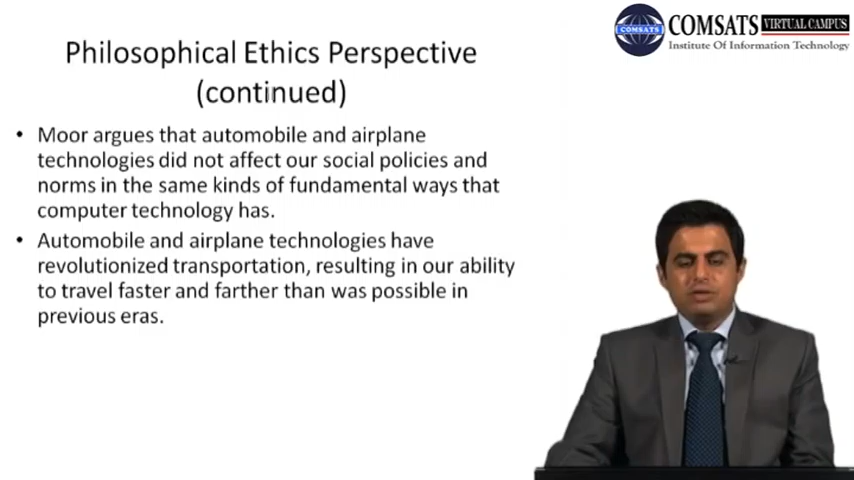 COMSATS VIRTUAL CAMPUS
COMSATS
Institute Of Information Technology
Philosophical Ethics Perspective
(continued)
• Moor argues that automobile and airplane
technologies did not affect our social policies and
norms in the same kinds of fundamental ways that
computer technology has.
• Automobile and airplane technologies have
revolutionized transportation, resulting in our ability
to travel faster and farther than was possible in
previous eras.